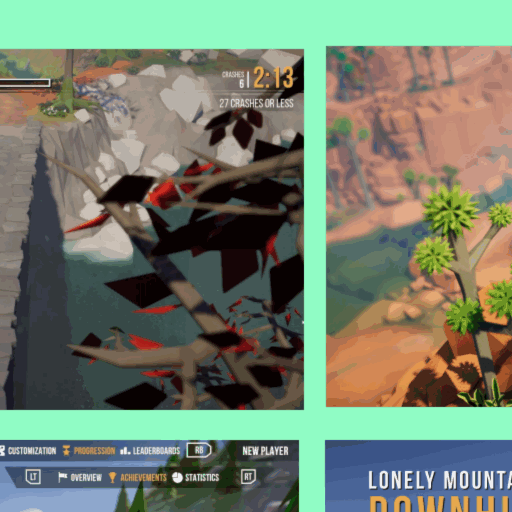 CRASHES
6 2:13
27 CRASHES OR LESS
CUSTOMIZATION PROGRESSION LEADERBOARDS RB NEW PLAYER
LT OVERVIEW ACHIEVEMENTS STATISTICS RT
LONELY MOUNTA
DOWNHI